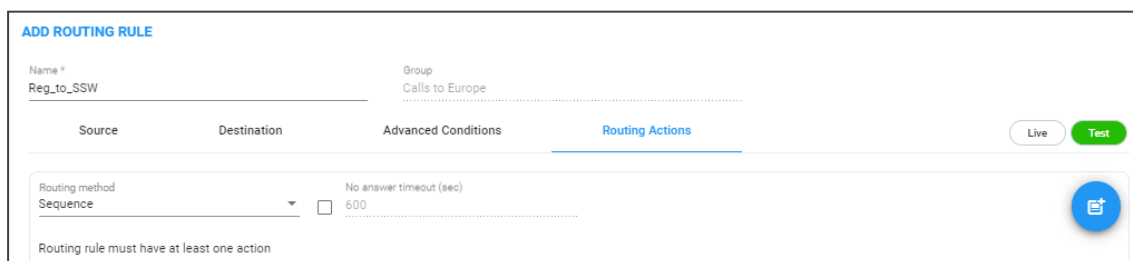 ADD ROUTING RULE
Name * Group
Reg_to_SSW Calls to Europe
Source Destination Advanced Conditions Routing Actions Live Test
Routing method No answer timeout (sec)
Sequence 600
Routing rule must have at least one action